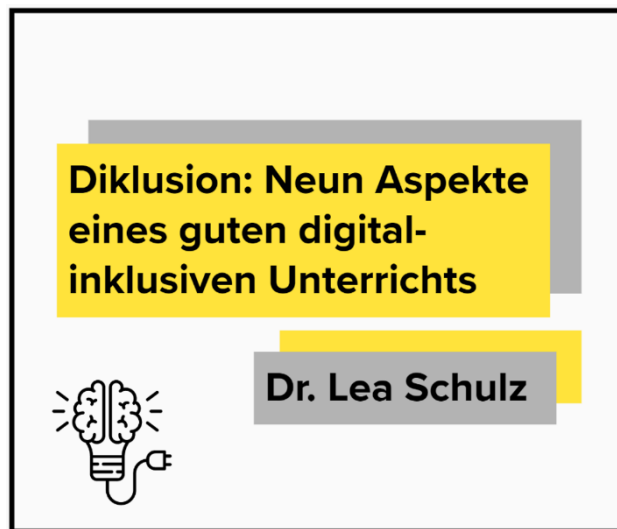 Diklusion: Neun Aspekte
eines guten digital-
inklusiven Unterrichts
Dr. Lea Schulz